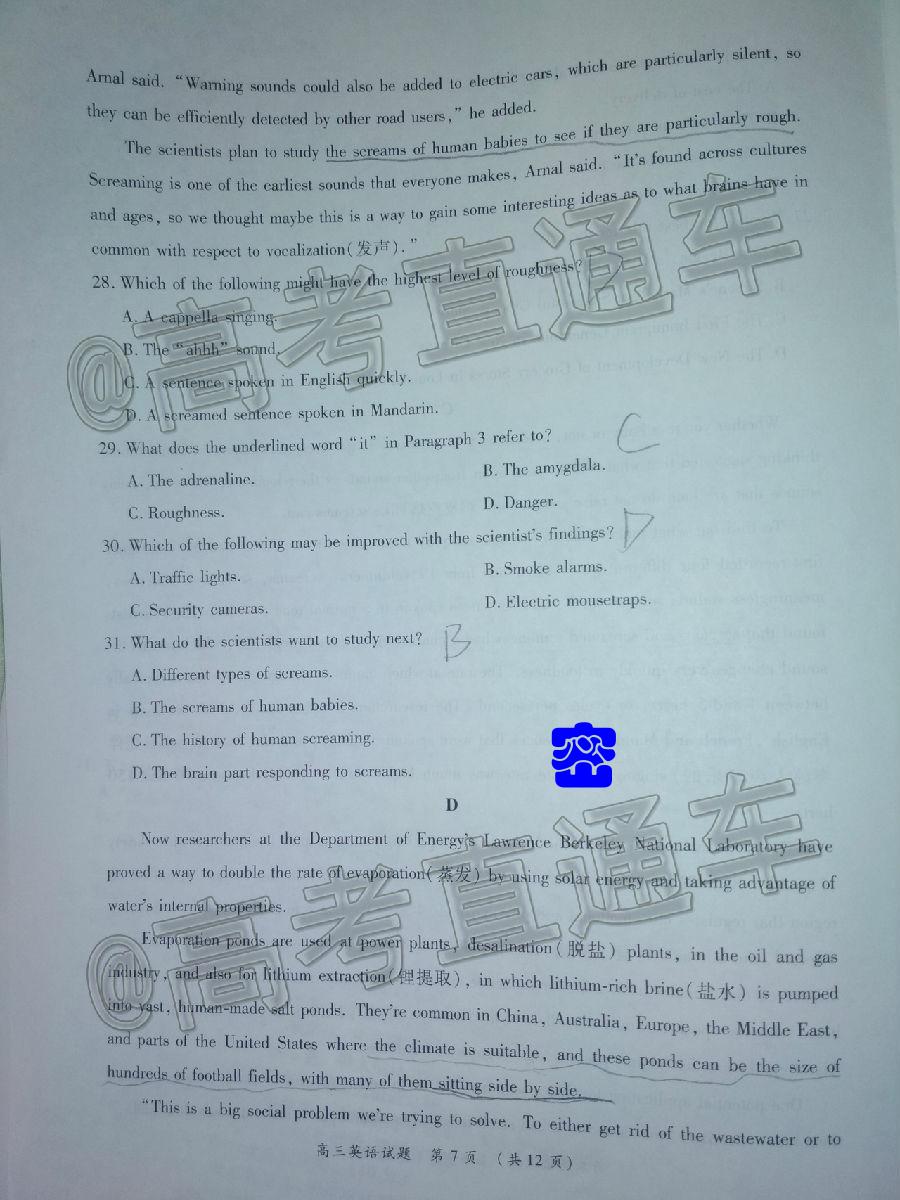 Arnal said. “Warning sounds could also be added to electric cars, which are particularly silent, so
they can be efficiently detected by other road users,” he added.
The scientists plan to study the screams of human babies to see if they are particularly rough.
Screaming is one of the earliest sounds that everyone makes, Arnal said. “It's found across cultures
and ages, so we thought maybe this is a way to gain some interesting ideas as to what brains have in
common with respect to vocalization(发声).”
28. Which of the following might have the highest level of roughness? D
A. A cappella singing.
B. The “ahhh” sound.
C. A sentence spoken in English quickly.
D. A screamed sentence spoken in Mandarin.
29. What does the underlined word “it” in Paragraph 3 refer to? C
A. The adrenaline.
B. The amygdala.
C. Roughness.
D. Danger.
30. Which of the following may be improved with the scientist's findings? D
A. Traffic lights.
B. Smoke alarms.
C. Security cameras.
D. Electric mousetraps.
31. What do the scientists want to study next? B
A. Different types of screams.
B. The screams of human babies.
C. The history of human screaming.
D. The brain part responding to screams.
D
Now researchers at the Department of Energy's Lawrence Berkeley National Laboratory have
proved a way to double the rate of evaporation(蒸发) by using solar energy and taking advantage of
water's internal properties.
Evaporation ponds are used at power plants, desalination(脱盐) plants, in the oil and gas
industry, and also for lithium extraction(锂提取), in which lithium-rich brine(盐水) is pumped
into vast, human-made salt ponds. They're common in China, Australia, Europe, the Middle East,
and parts of the United States where the climate is suitable, and these ponds can be the size of
hundreds of football fields, with many of them sitting side by side.
“This is a big social problem we're trying to solve. To either get rid of the wastewater or to
高三英语试题 第7页 (共12页)
@高考直通车
@高考直通车